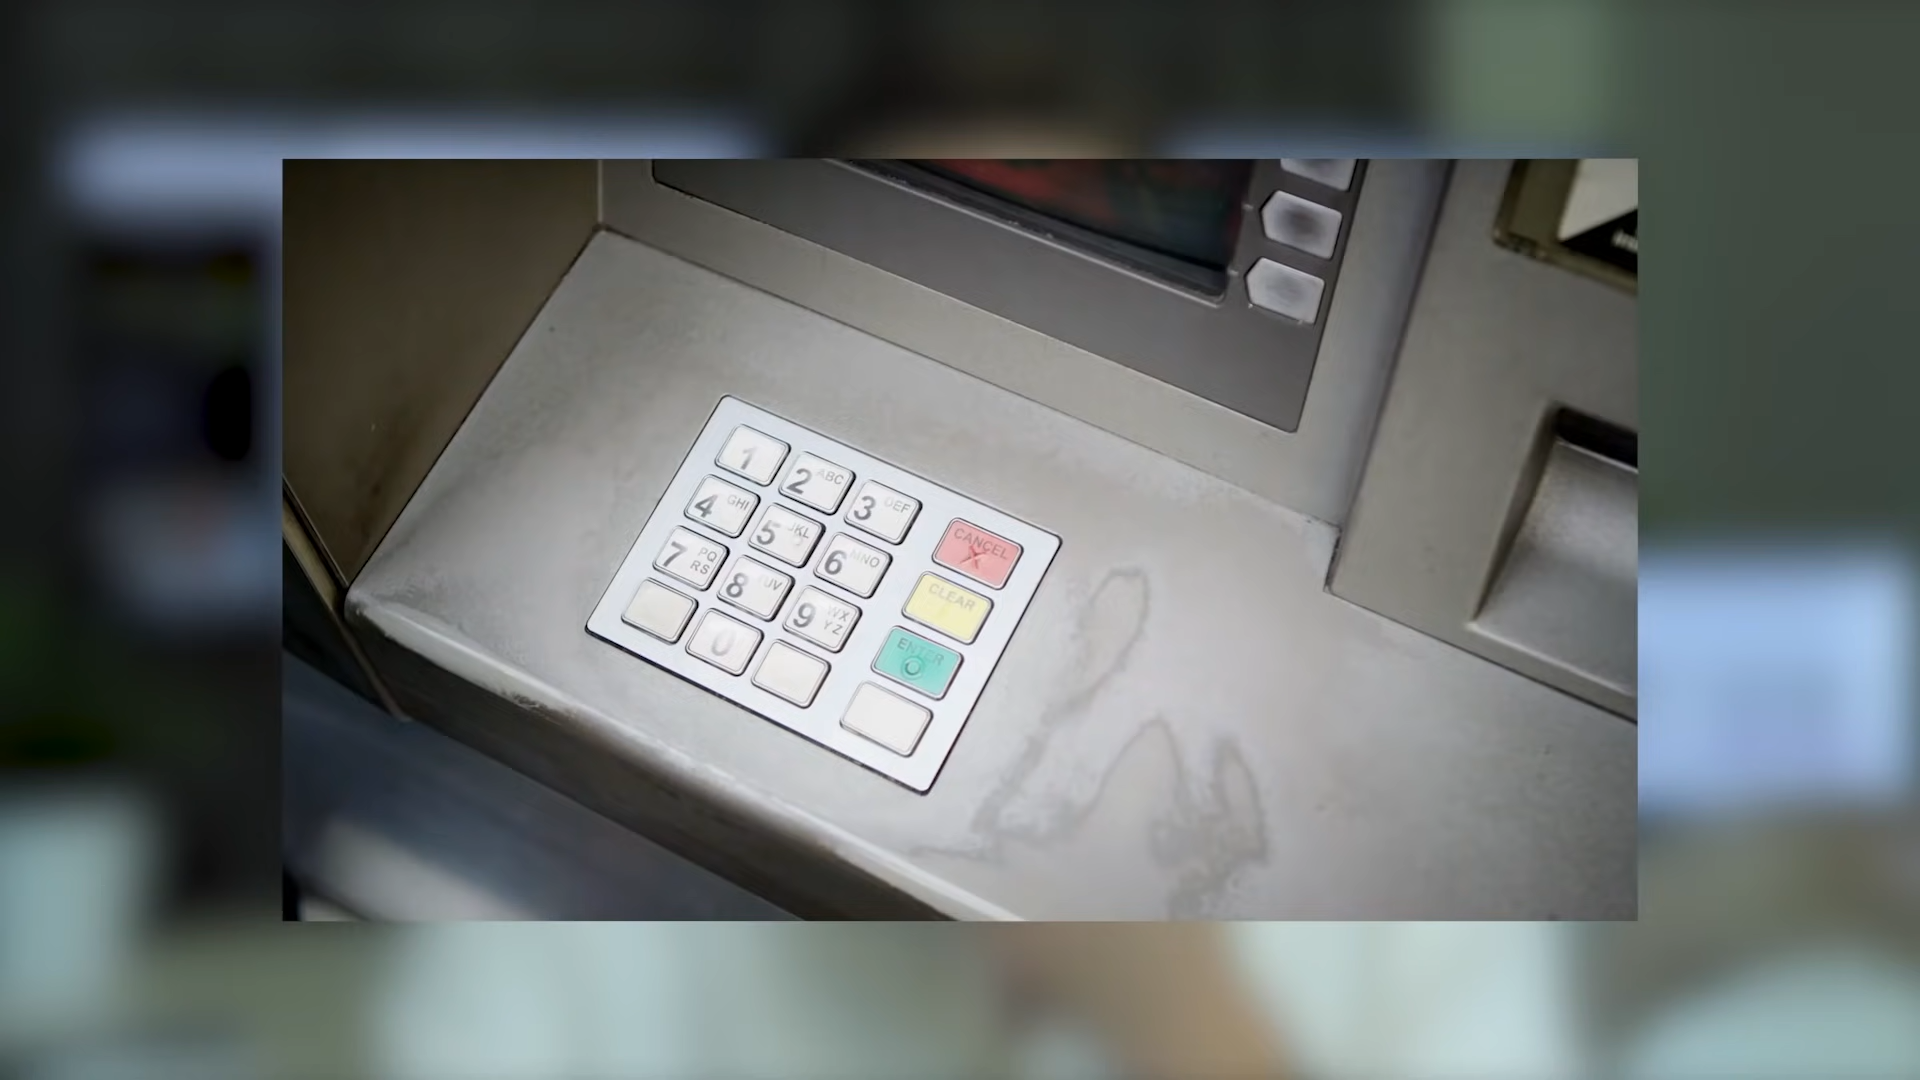 1
2 ABC
3 DEF
CANCEL
4 GHI
5 JKL
6 MNO
CLEAR
7 PQ
RS
8 TUV
9 WX
YZ
ENTER
0